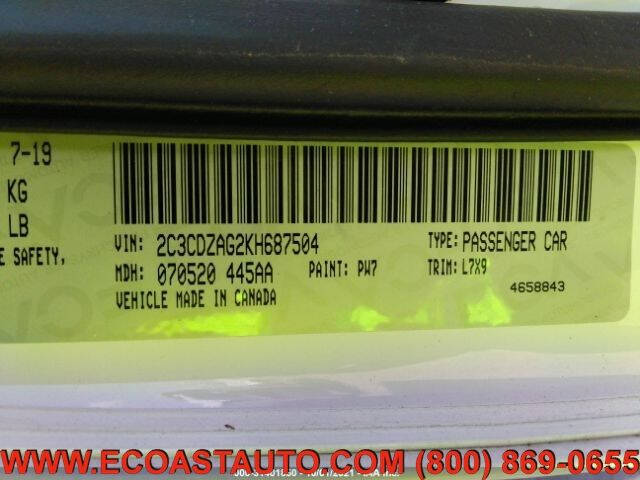 7-19
KG
LB
E SAFETY,
VIN: 2C3CDZAG2KH687504 TYPE: PASSENGER CAR
MDH: 070520 445AA PAINT: PW7 TRIM: L7X9
VEHICLE MADE IN CANADA 4658843
WWW.ECOASTAUTO.COM (800) 869-0655